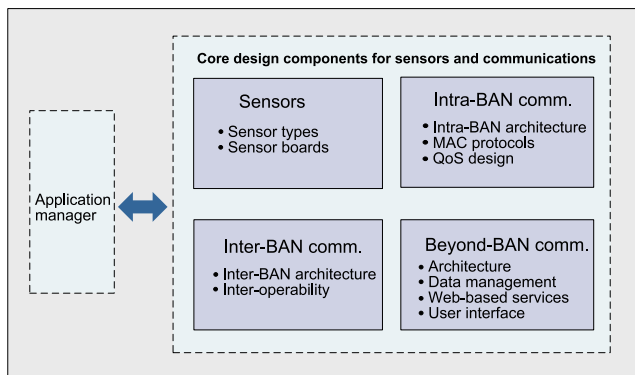 Core design components for sensors and communications
Application
manager
Sensors
• Sensor types
• Sensor boards
Intra-BAN comm.
• Intra-BAN architecture
• MAC protocols
• QoS design
Inter-BAN comm.
• Inter-BAN architecture
• Inter-operability
Beyond-BAN comm.
• Architecture
• Data management
• Web-based services
• User interface